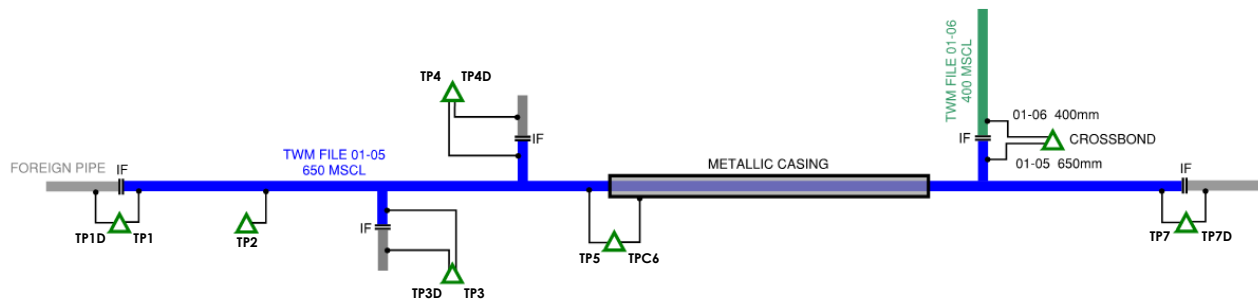 TWM FILE 01-06
400 MSCL
TP4 TP4D
01-06 400mm
IF
IF
CROSSBOND
TWM FILE 01-05
650 MSCL
METALLIC CASING
01-05 650mm
FOREIGN PIPE
IF
IF
IF
TP1D
TP1
TP2
TP5
TPC6
TP7
TP7D
TP3D
TP3